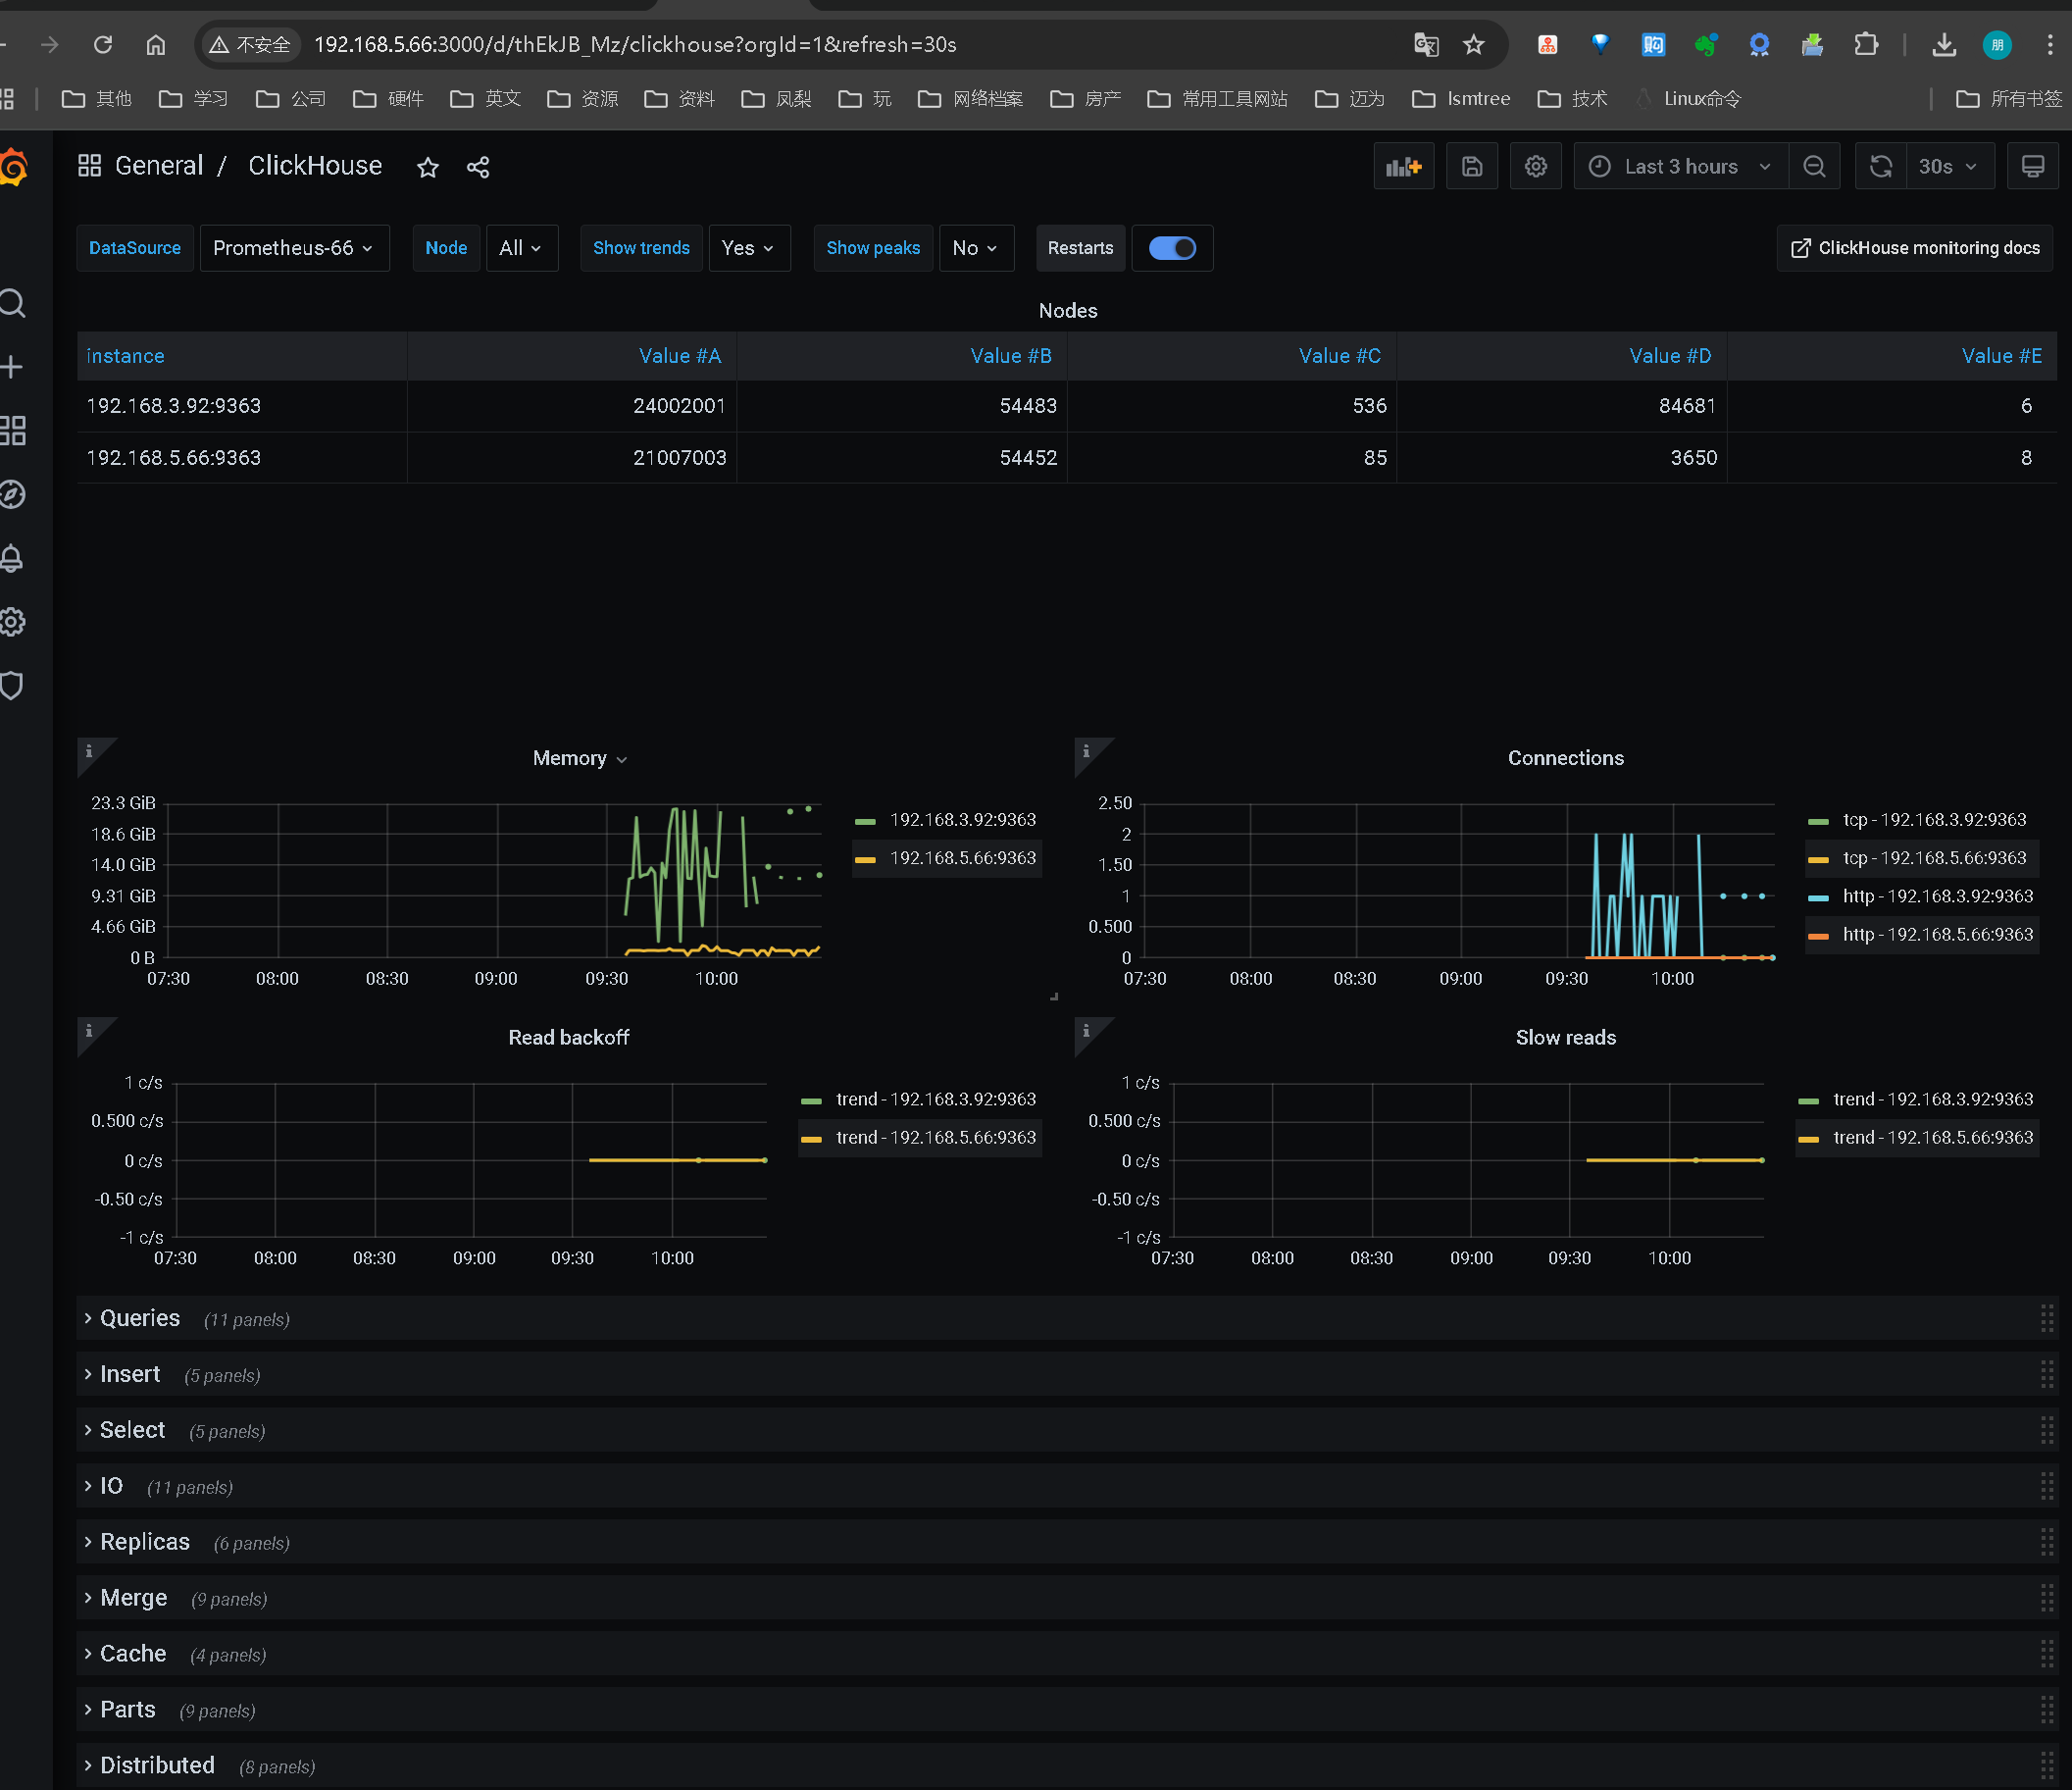 不安全 192.168.5.66:3000/d/thEkJB_Mz/clickhouse?orgId=1&refresh=30s
购
朋
其他 学习 公司 硬件 英文 资源 资料 凤梨 玩 网络档案 房产 常用工具网站 迈为 lsmtree 技术 Linux命令 所有书签
General / ClickHouse Last 3 hours 30s
DataSource Prometheus-66 Node All Show trends Yes Show peaks No Restarts ClickHouse monitoring docs
Nodes
instance Value #A Value #B Value #C Value #D Value #E
192.168.3.92:9363 24002001 54483 536 84681 6
192.168.5.66:9363 21007003 54452 85 3650 8
Memory
23.3 GiB
18.6 GiB
14.0 GiB
9.31 GiB
4.66 GiB
0 B
07:30 08:00 08:30 09:00 09:30 10:00
192.168.3.92:9363
192.168.5.66:9363
Connections
2.50
2
1.50
1
0.500
0
07:30 08:00 08:30 09:00 09:30 10:00
tcp - 192.168.3.92:9363
tcp - 192.168.5.66:9363
http - 192.168.3.92:9363
http - 192.168.5.66:9363
Read backoff
1 c/s
0.500 c/s
0 c/s
-0.50 c/s
-1 c/s
07:30 08:00 08:30 09:00 09:30 10:00
trend - 192.168.3.92:9363
trend - 192.168.5.66:9363
Slow reads
1 c/s
0.500 c/s
0 c/s
-0.50 c/s
-1 c/s
07:30 08:00 08:30 09:00 09:30 10:00
trend - 192.168.3.92:9363
trend - 192.168.5.66:9363
Queries (11 panels)
Insert (5 panels)
Select (5 panels)
IO (11 panels)
Replicas (6 panels)
Merge (9 panels)
Cache (4 panels)
Parts (9 panels)
Distributed (8 panels)